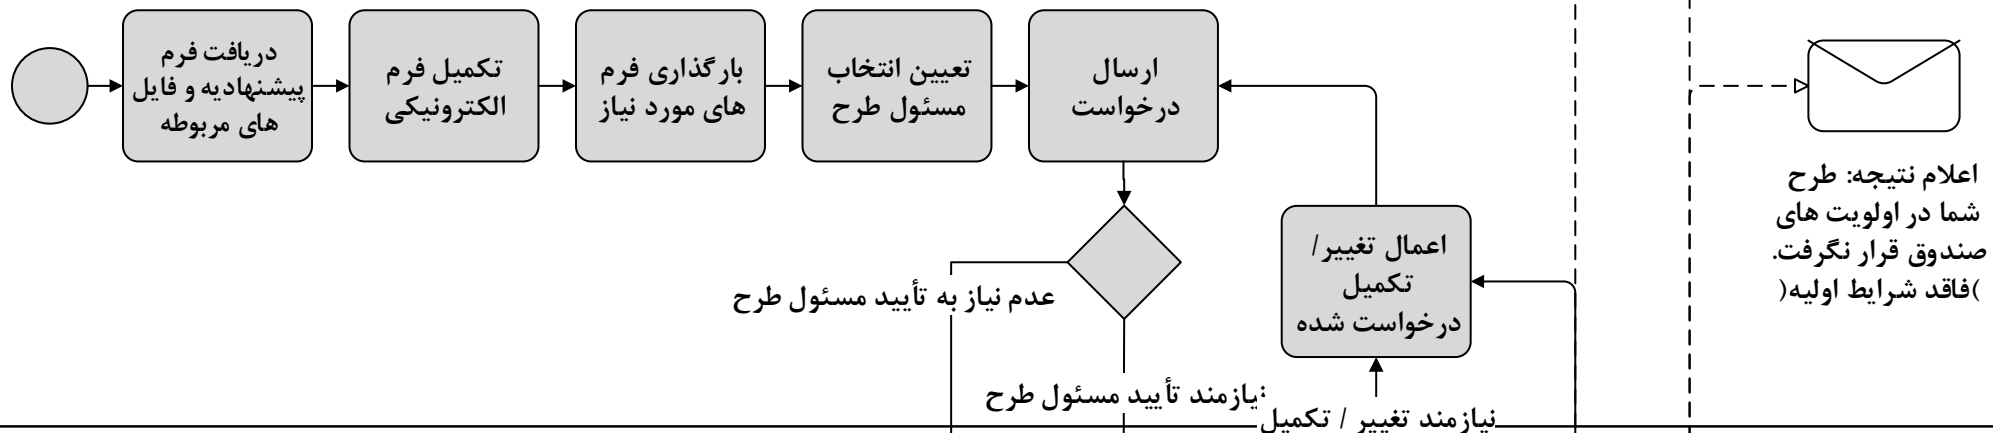 دریافت فرم
پیشنهادیه و فایل
های مربوطه
تکمیل فرم
الکترونیکی
بارگذاری فرم
های مورد نیاز
تعیین انتخاب
مسئول طرح
ارسال
درخواست
اعمال تغییر/
تکمیل
درخواست شده
اعلام نتیجه: طرح
شما در اولویت های
صندوق قرار نگرفت.
)فاقد شرایط اولیه(
عدم نیاز به تأیید مسئول طرح
نیازمند تأیید مسئول طرح
نیازمند تغییر / تکمیل